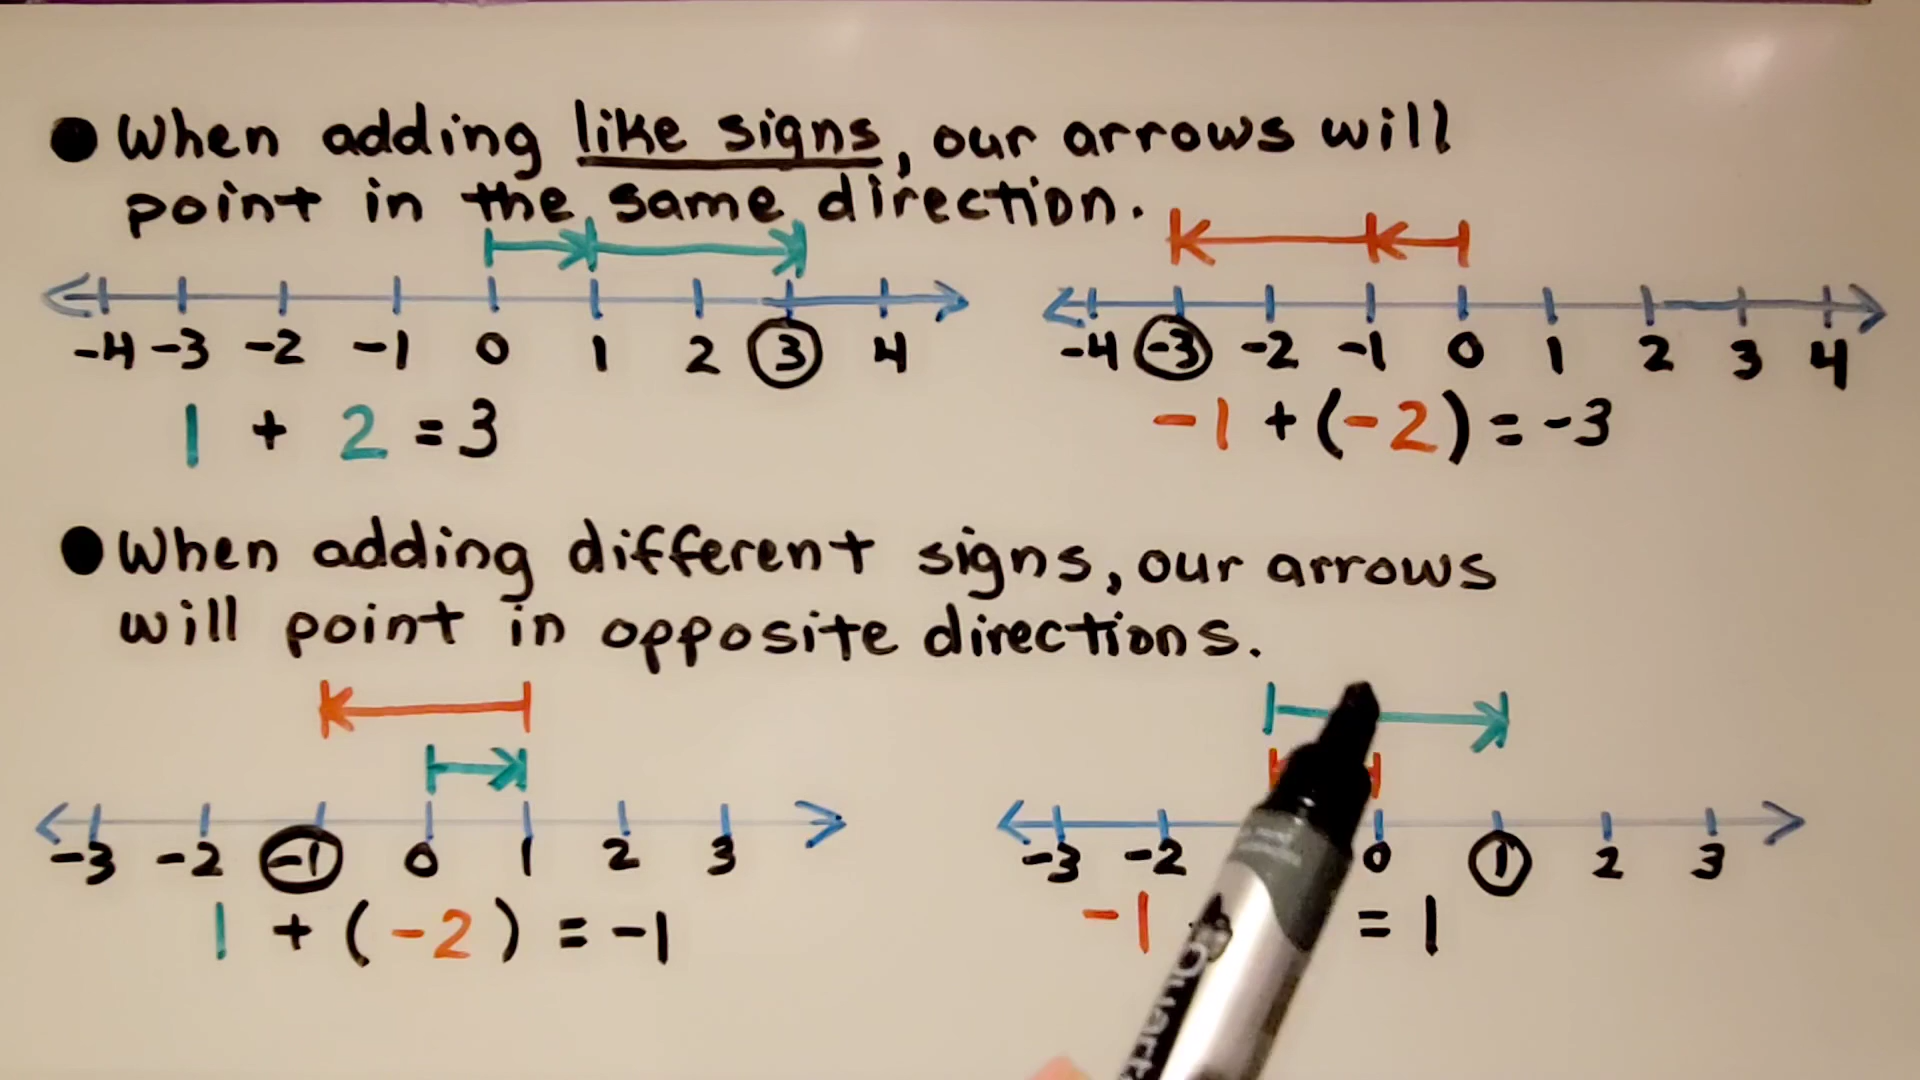 When adding like signs, our arrows will
point in the same direction.
-4 -3 -2 -1 0 1 2 3 4
1 + 2 = 3
-4 -3 -2 -1 0 1 2 3 4
-1 + (-2) = -3
When adding different signs, our arrows
will point in opposite directions.
-3 -2 -1 0 1 2 3
1 + (-2) = -1
-3 -2 0 1 2 3
-1 = 1
Quart